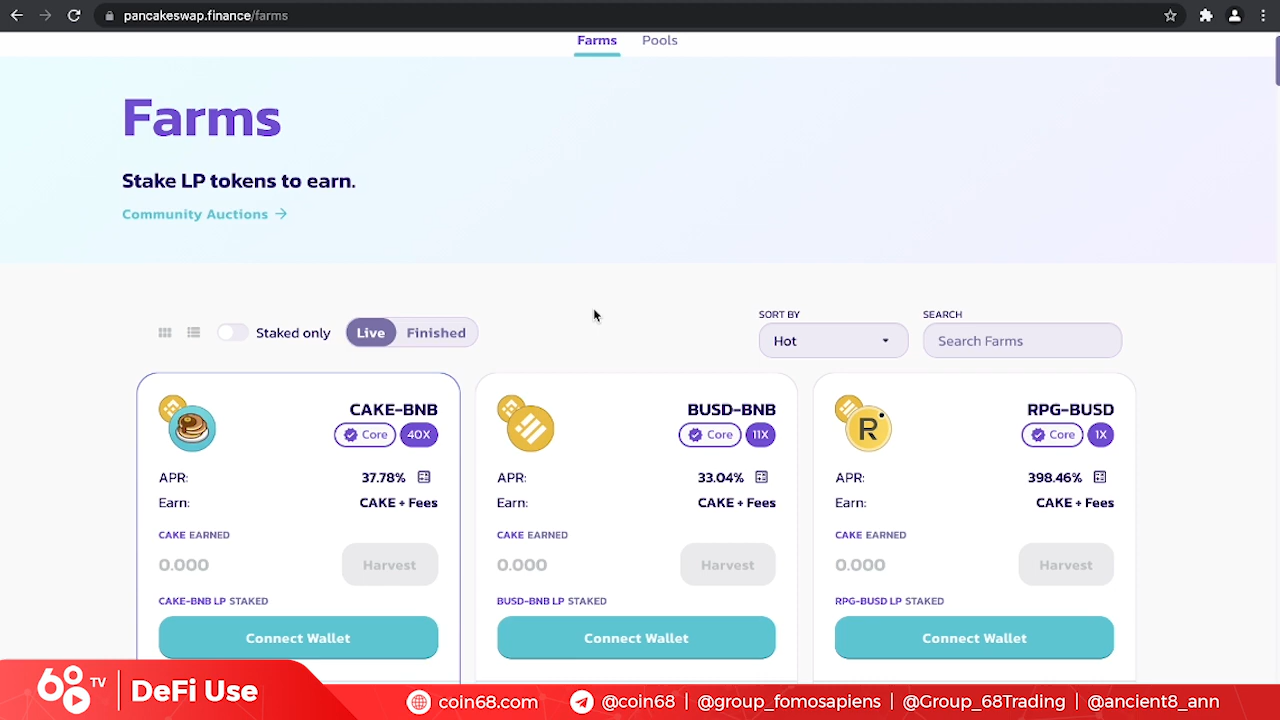 pancakeswap.finance/farms
Farms Pools
Farms
Stake LP tokens to earn.
Community Auctions →
Staked only Live Finished
SORT BY
Hot
SEARCH
Search Farms
CAKE-BNB
Core 40X
APR: 37.78%
Earn: CAKE + Fees
CAKE EARNED
0.000 Harvest
CAKE-BNB LP STAKED
Connect Wallet
BUSD-BNB
Core 11X
APR: 33.04%
Earn: CAKE + Fees
CAKE EARNED
0.000 Harvest
BUSD-BNB LP STAKED
Connect Wallet
RPG-BUSD
Core 1X
APR: 398.46%
Earn: CAKE + Fees
CAKE EARNED
0.000 Harvest
RPG-BUSD LP STAKED
Connect Wallet
68 TV | DeFi Use
coin68.com @coin68 | @group_fomosapiens | @Group_68Trading | @ancient8_ann